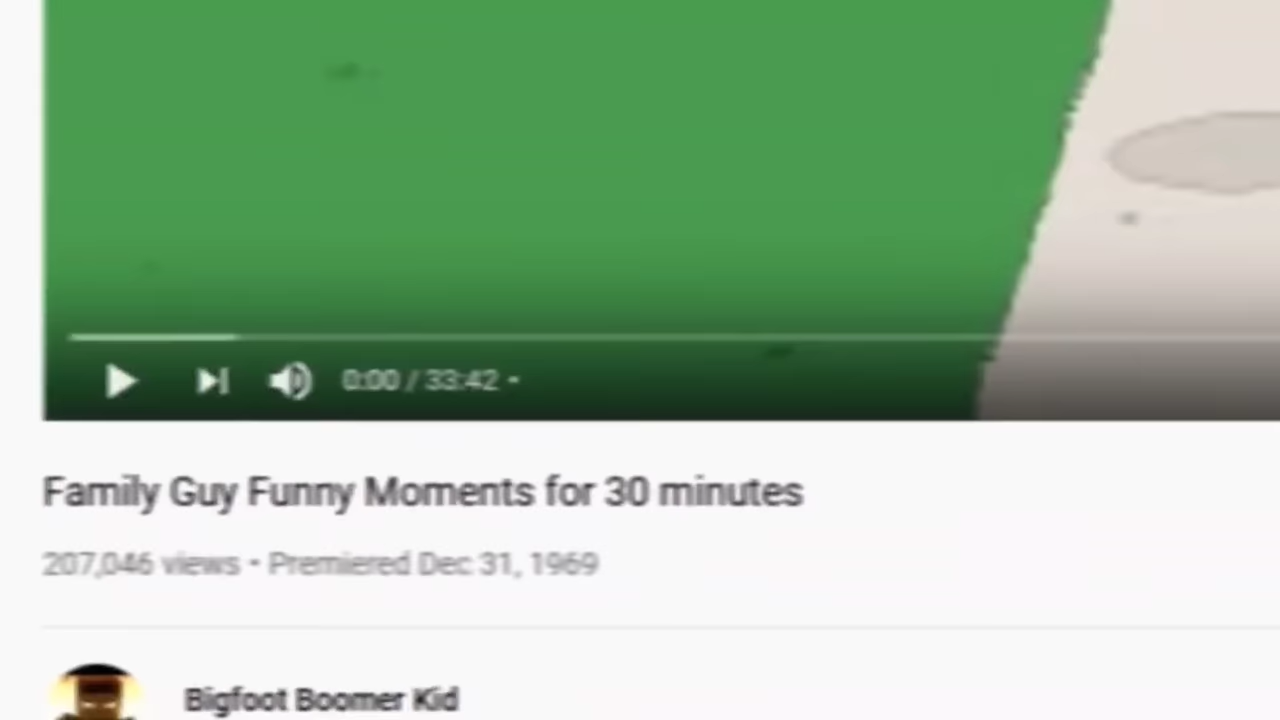 0:00 / 33:42 •
Family Guy Funny Moments for 30 minutes
207,046 views • Premiered Dec 31, 1969
Bigfoot Boomer Kid